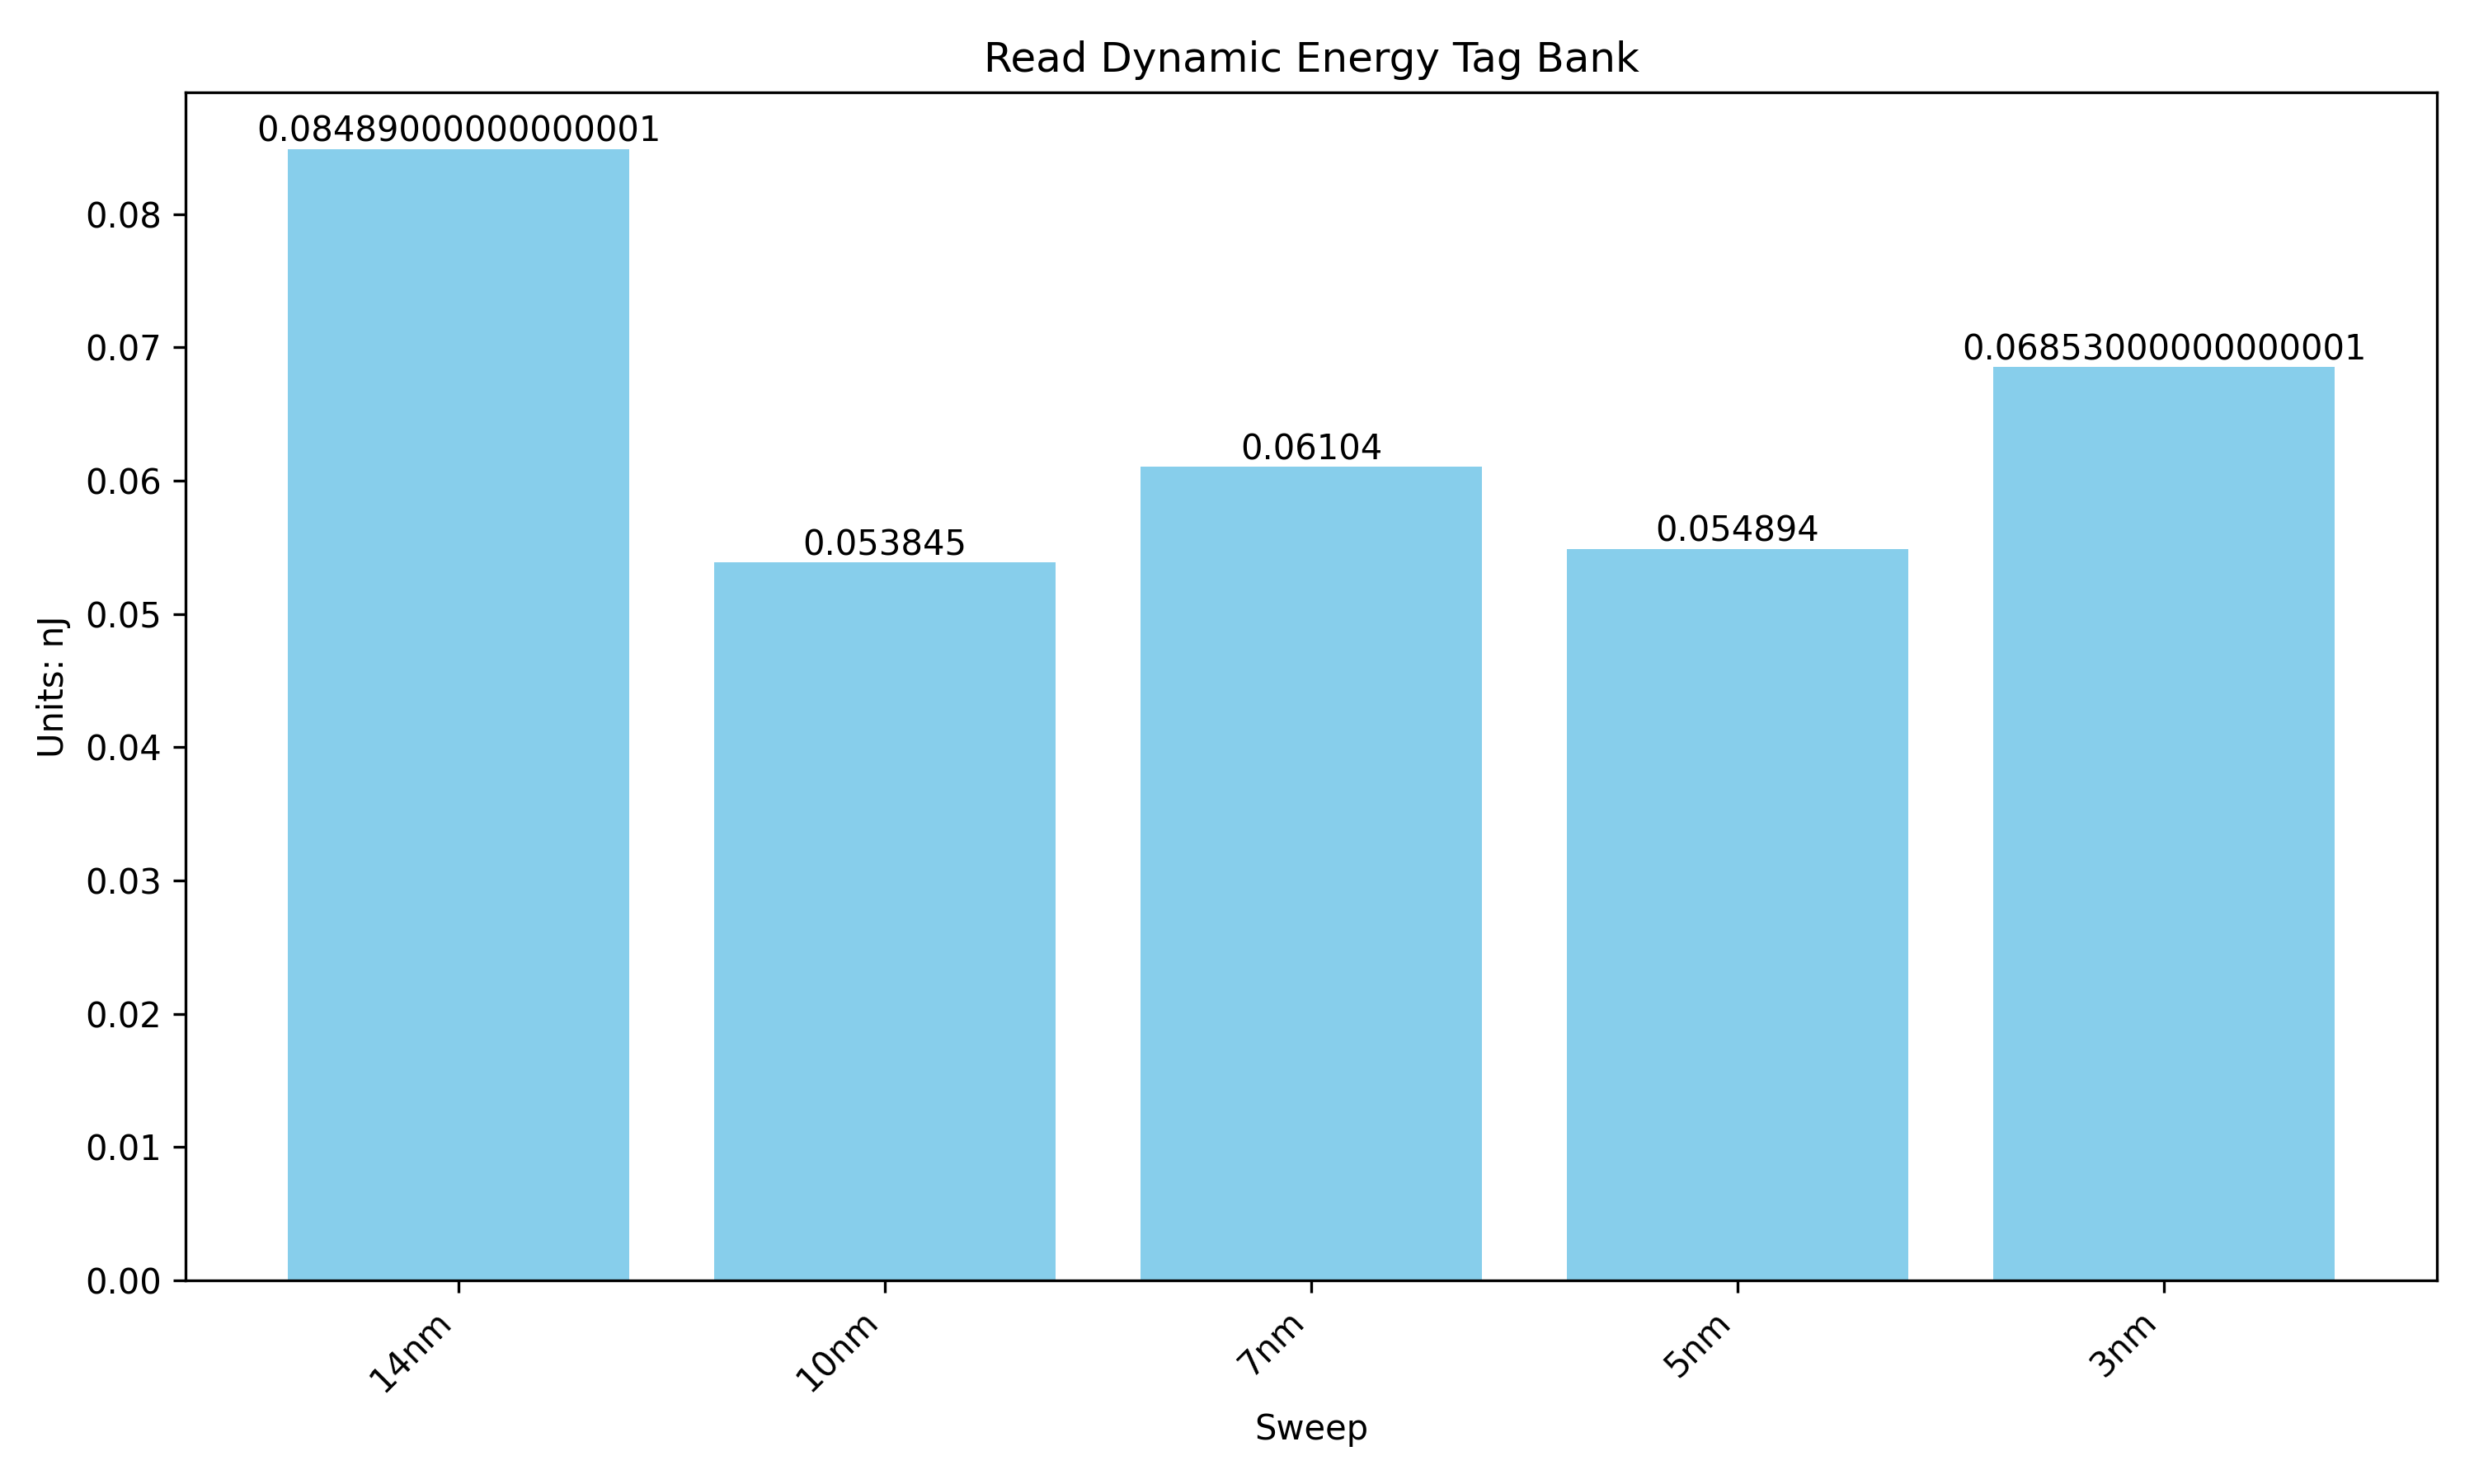 Read Dynamic Energy Tag Bank
0.08489000000000001
0.053845
0.06104
0.054894
0.06853000000000001
Units: nJ
0.08
0.07
0.06
0.05
0.04
0.03
0.02
0.01
0.00
14nm
10nm
7nm
5nm
3nm
Sweep